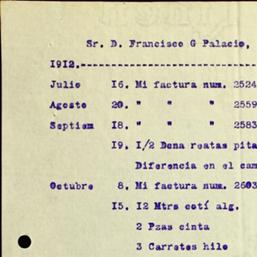 Sr. D. Francisco G Palacio,
1912.-----------------------------
Julio 16. Mi factura num. 2524
Agosto 20. " " " 2559
Septiem 18. " " " 2583
19. 1/2 Dena reatas pita
Diferencia en el cam
Octubre 8. Mi factura num. 2603
15. 12 Mtrs cotí alg.
2 Pzas cinta
3 Carretes hilo